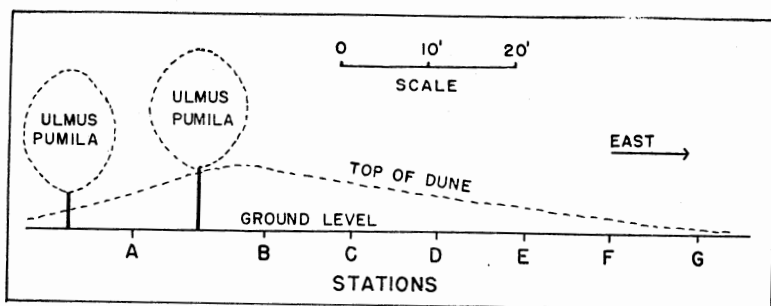 0 10' 20'
SCALE
ULMUS
PUMILA
ULMUS
PUMILA
EAST
TOP OF DUNE
GROUND LEVEL
A B C D E F G
STATIONS